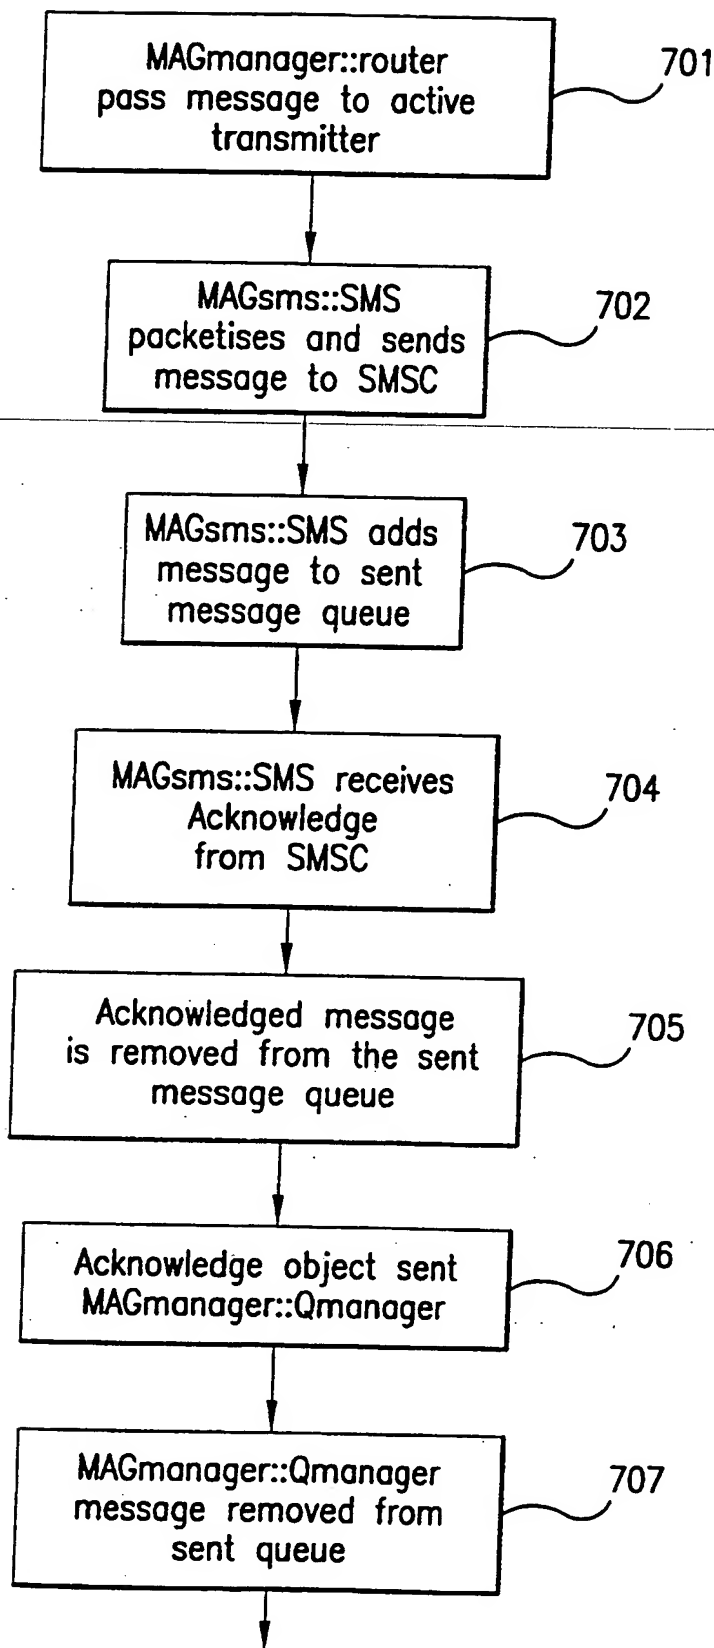 MAGmanager::router
pass message to active
transmitter
701
MAGsms::SMS
packetises and sends
message to SMSC
702
MAGsms::SMS adds
message to sent
message queue
703
MAGsms::SMS receives
Acknowledge
from SMSC
704
Acknowledged message
is removed from the sent
message queue
705
Acknowledge object sent
MAGmanager::Qmanager
706
MAGmanager::Qmanager
message removed from
sent queue
707